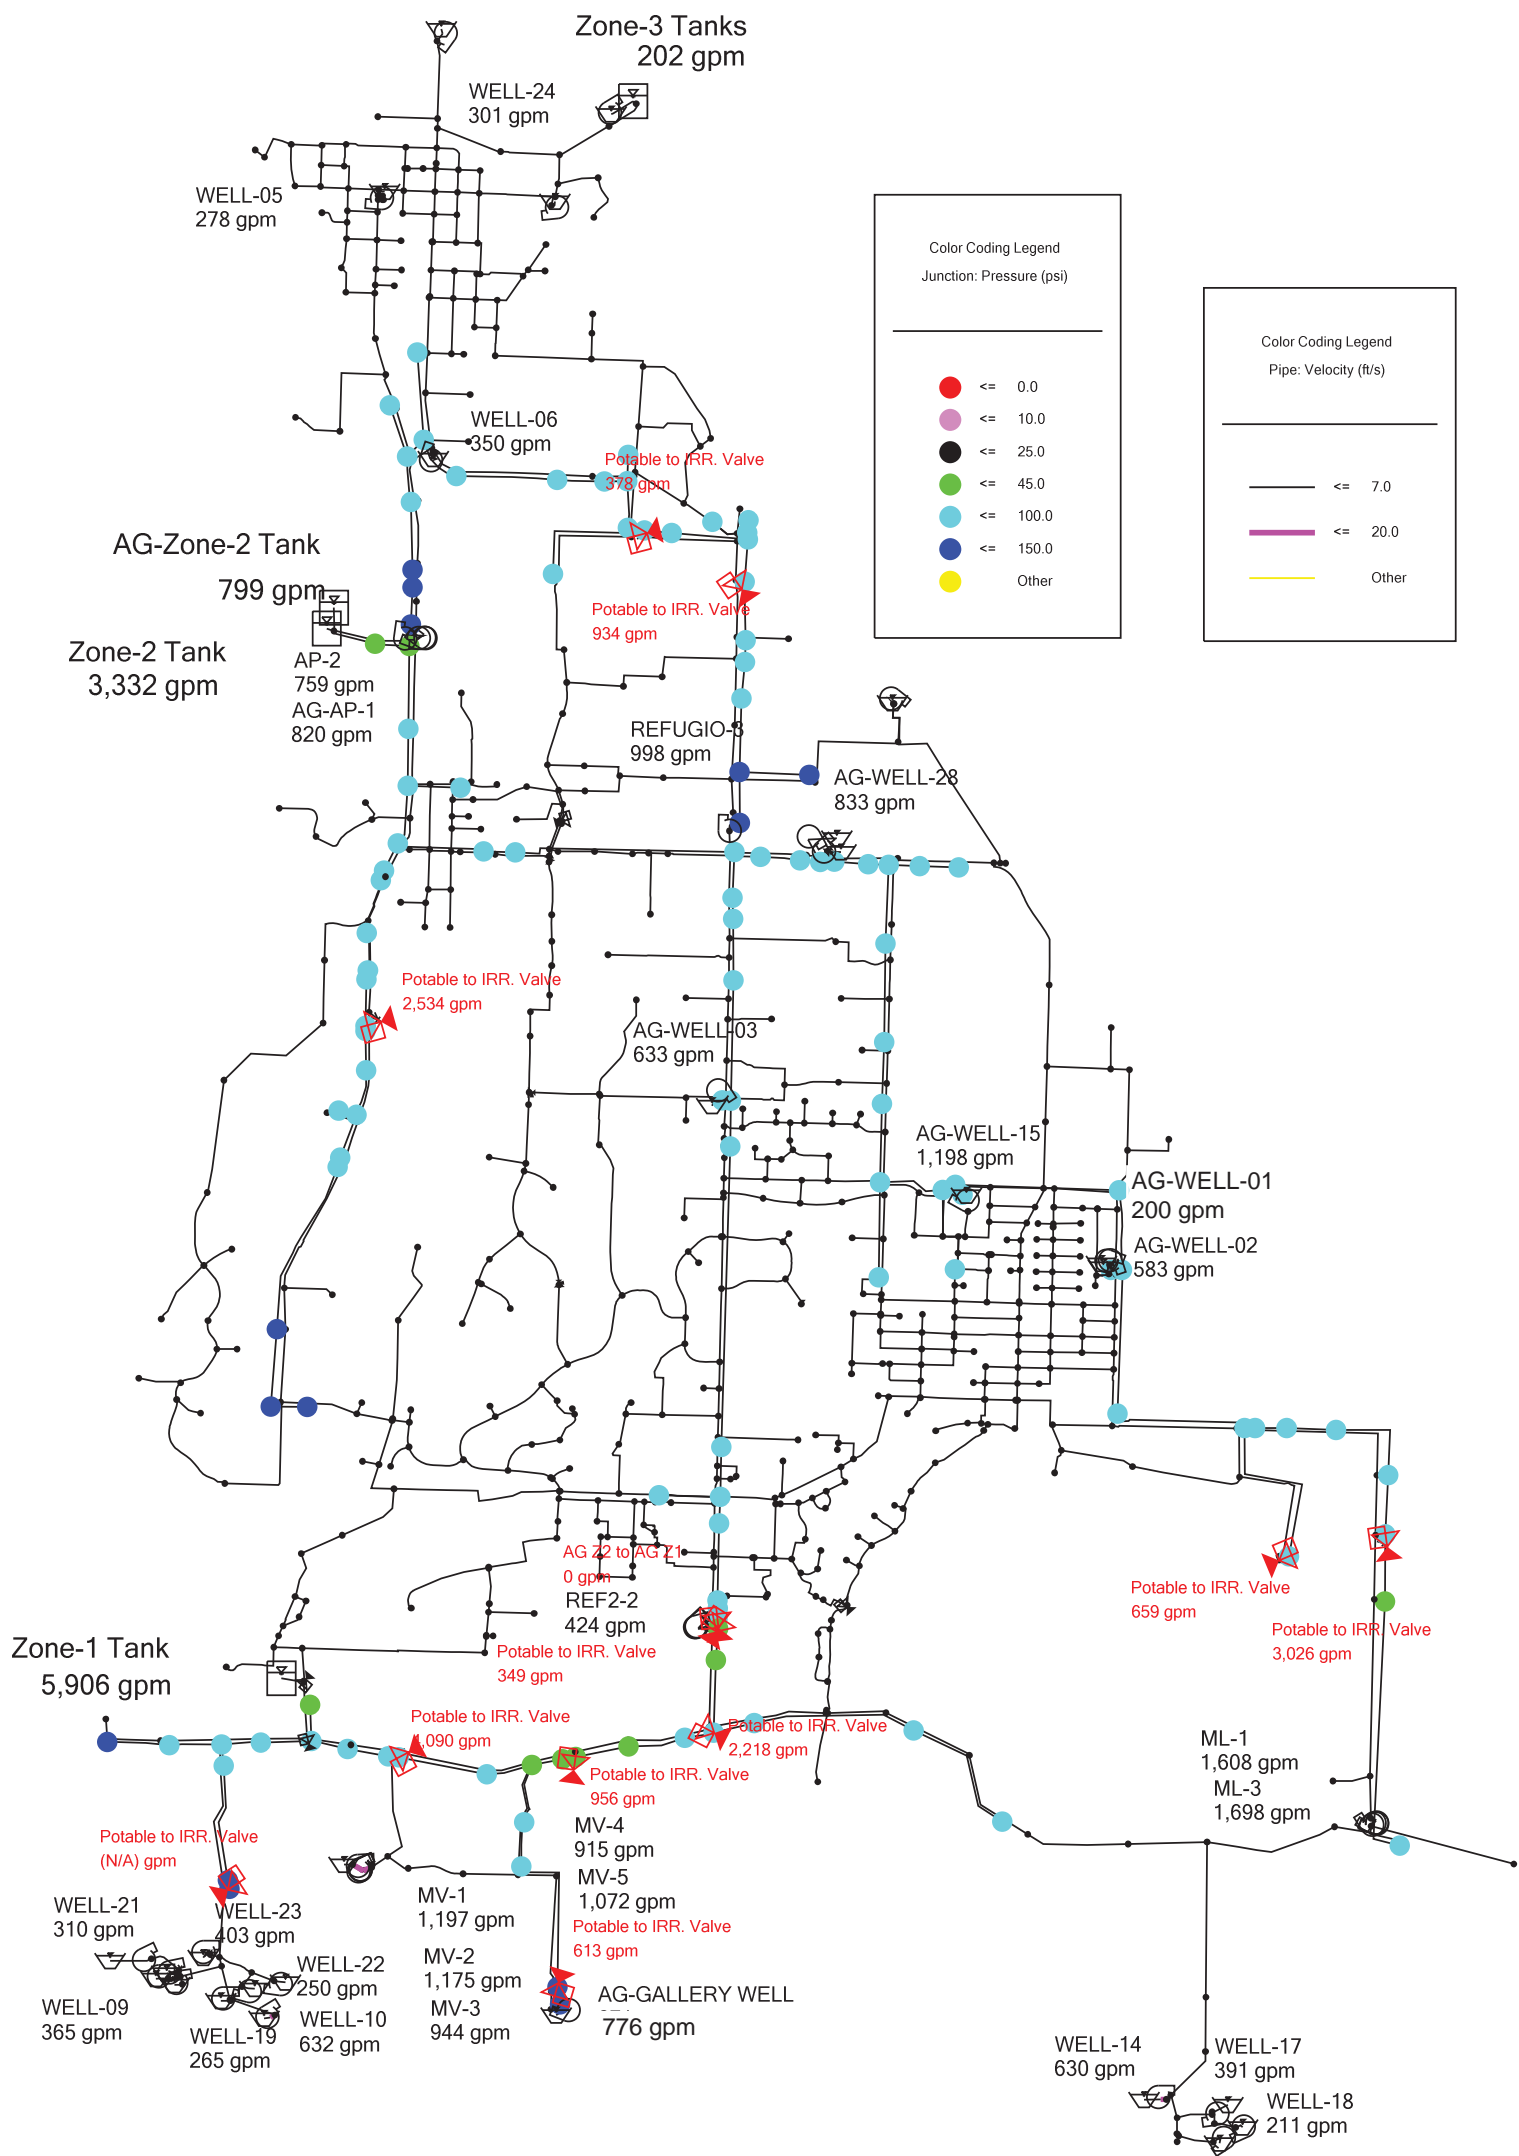 Zone-3 Tanks
202 gpm
WELL-24
301 gpm
WELL-05
278 gpm
Color Coding Legend
Junction: Pressure (psi)
<= 0.0
<= 10.0
<= 25.0
<= 45.0
<= 100.0
<= 150.0
Other
Color Coding Legend
Pipe: Velocity (ft/s)
<= 7.0
<= 20.0
Other
WELL-06
350 gpm
Potable to IRR. Valve
378 gpm
AG-Zone-2 Tank
799 gpm
Potable to IRR. Valve
934 gpm
Zone-2 Tank
3,332 gpm
AP-2
759 gpm
AG-AP-1
820 gpm
REFUGIO-3
998 gpm
AG-WELL-28
833 gpm
Potable to IRR. Valve
2,534 gpm
AG-WELL-03
633 gpm
AG-WELL-15
1,198 gpm
AG-WELL-01
200 gpm
AG-WELL-02
583 gpm
AG Z2 to AG Z1
0 gpm
REF2-2
424 gpm
Potable to IRR. Valve
659 gpm
Potable to IRR. Valve
3,026 gpm
Zone-1 Tank
5,906 gpm
Potable to IRR. Valve
349 gpm
Potable to IRR. Valve
gpm
Potable to IRR. Valve
2,218 gpm
Potable to IRR. Valve
956 gpm
ML-1
1,608 gpm
ML-3
1,698 gpm
Potable to IRR. Valve
(N/A) gpm
MV-4
915 gpm
MV-5
1,072 gpm
MV-1
1,197 gpm
Potable to IRR. Valve
613 gpm
WELL-21
310 gpm
WELL-23
403 gpm
MV-2
1,175 gpm
WELL-22
250 gpm
AG-GALLERY WELL
776 gpm
MV-3
944 gpm
WELL-09
365 gpm
WELL-10
632 gpm
WELL-19
265 gpm
WELL-14
630 gpm
WELL-17
391 gpm
WELL-18
211 gpm